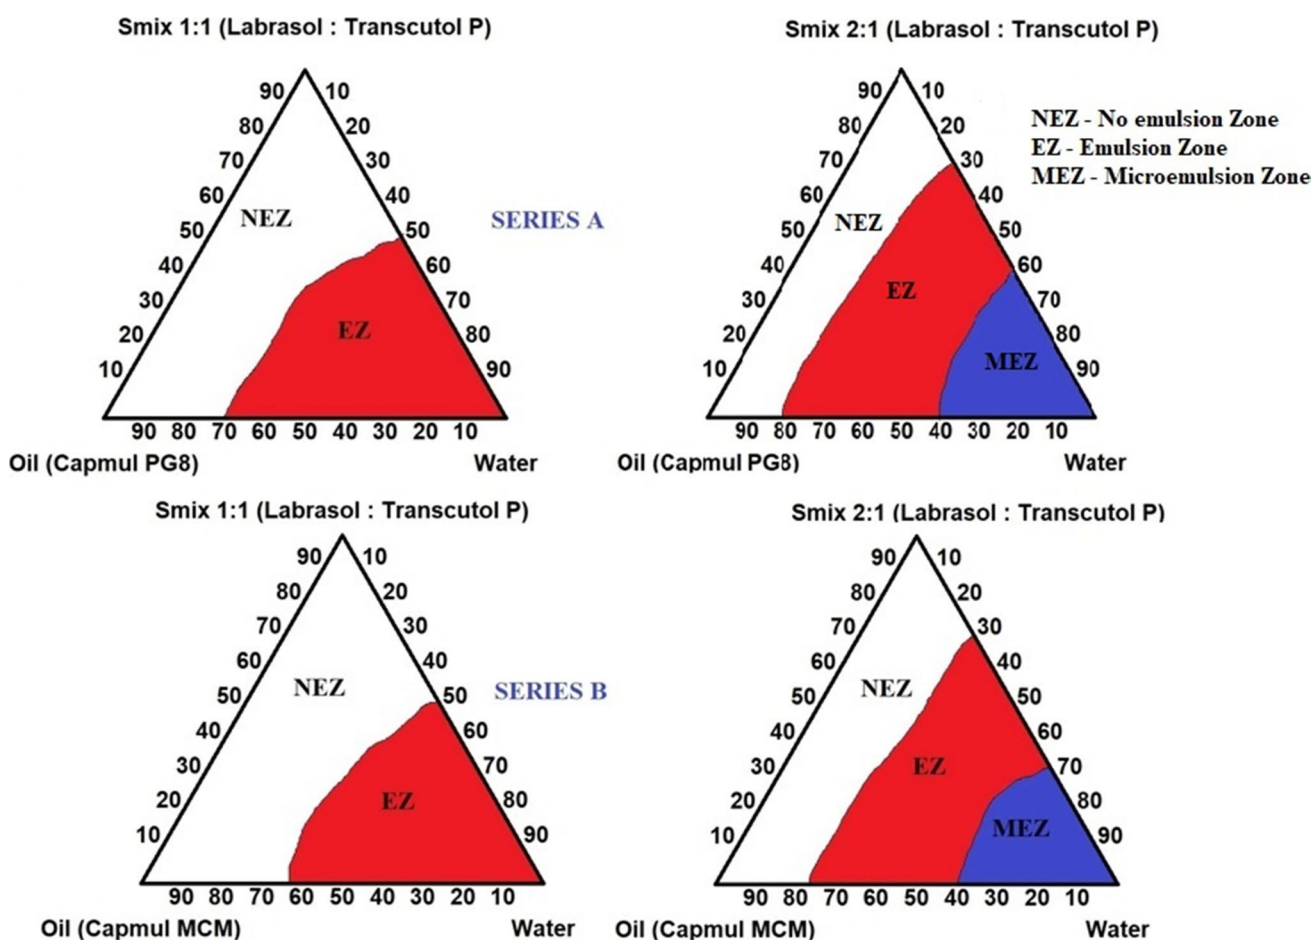 Smix 1:1 (Labrasol : Transcutol P)
90 10
80 20
70 30
60 40
NEZ
50 50
40 60
30 70
EZ
20 80
10 90
90 80 70 60 50 40 30 20 10
Oil (Capmul PG8) Water
SERIES A
Smix 2:1 (Labrasol : Transcutol P)
90 10
80 20
70 30
60 40
NEZ
50 50
40 60
EZ
30 70
20 80
MEZ
10 90
90 80 70 60 50 40 30 20 10
Oil (Capmul PG8) Water
NEZ - No emulsion Zone
EZ - Emulsion Zone
MEZ - Microemulsion Zone
Smix 1:1 (Labrasol : Transcutol P)
90 10
80 20
70 30
60 40
NEZ
50 50
40 60
30 70
EZ
20 80
10 90
90 80 70 60 50 40 30 20 10
Oil (Capmul MCM) Water
SERIES B
Smix 2:1 (Labrasol : Transcutol P)
90 10
80 20
70 30
60 40
NEZ
50 50
40 60
EZ
30 70
20 80
MEZ
10 90
90 80 70 60 50 40 30 20 10
Oil (Capmul MCM) Water